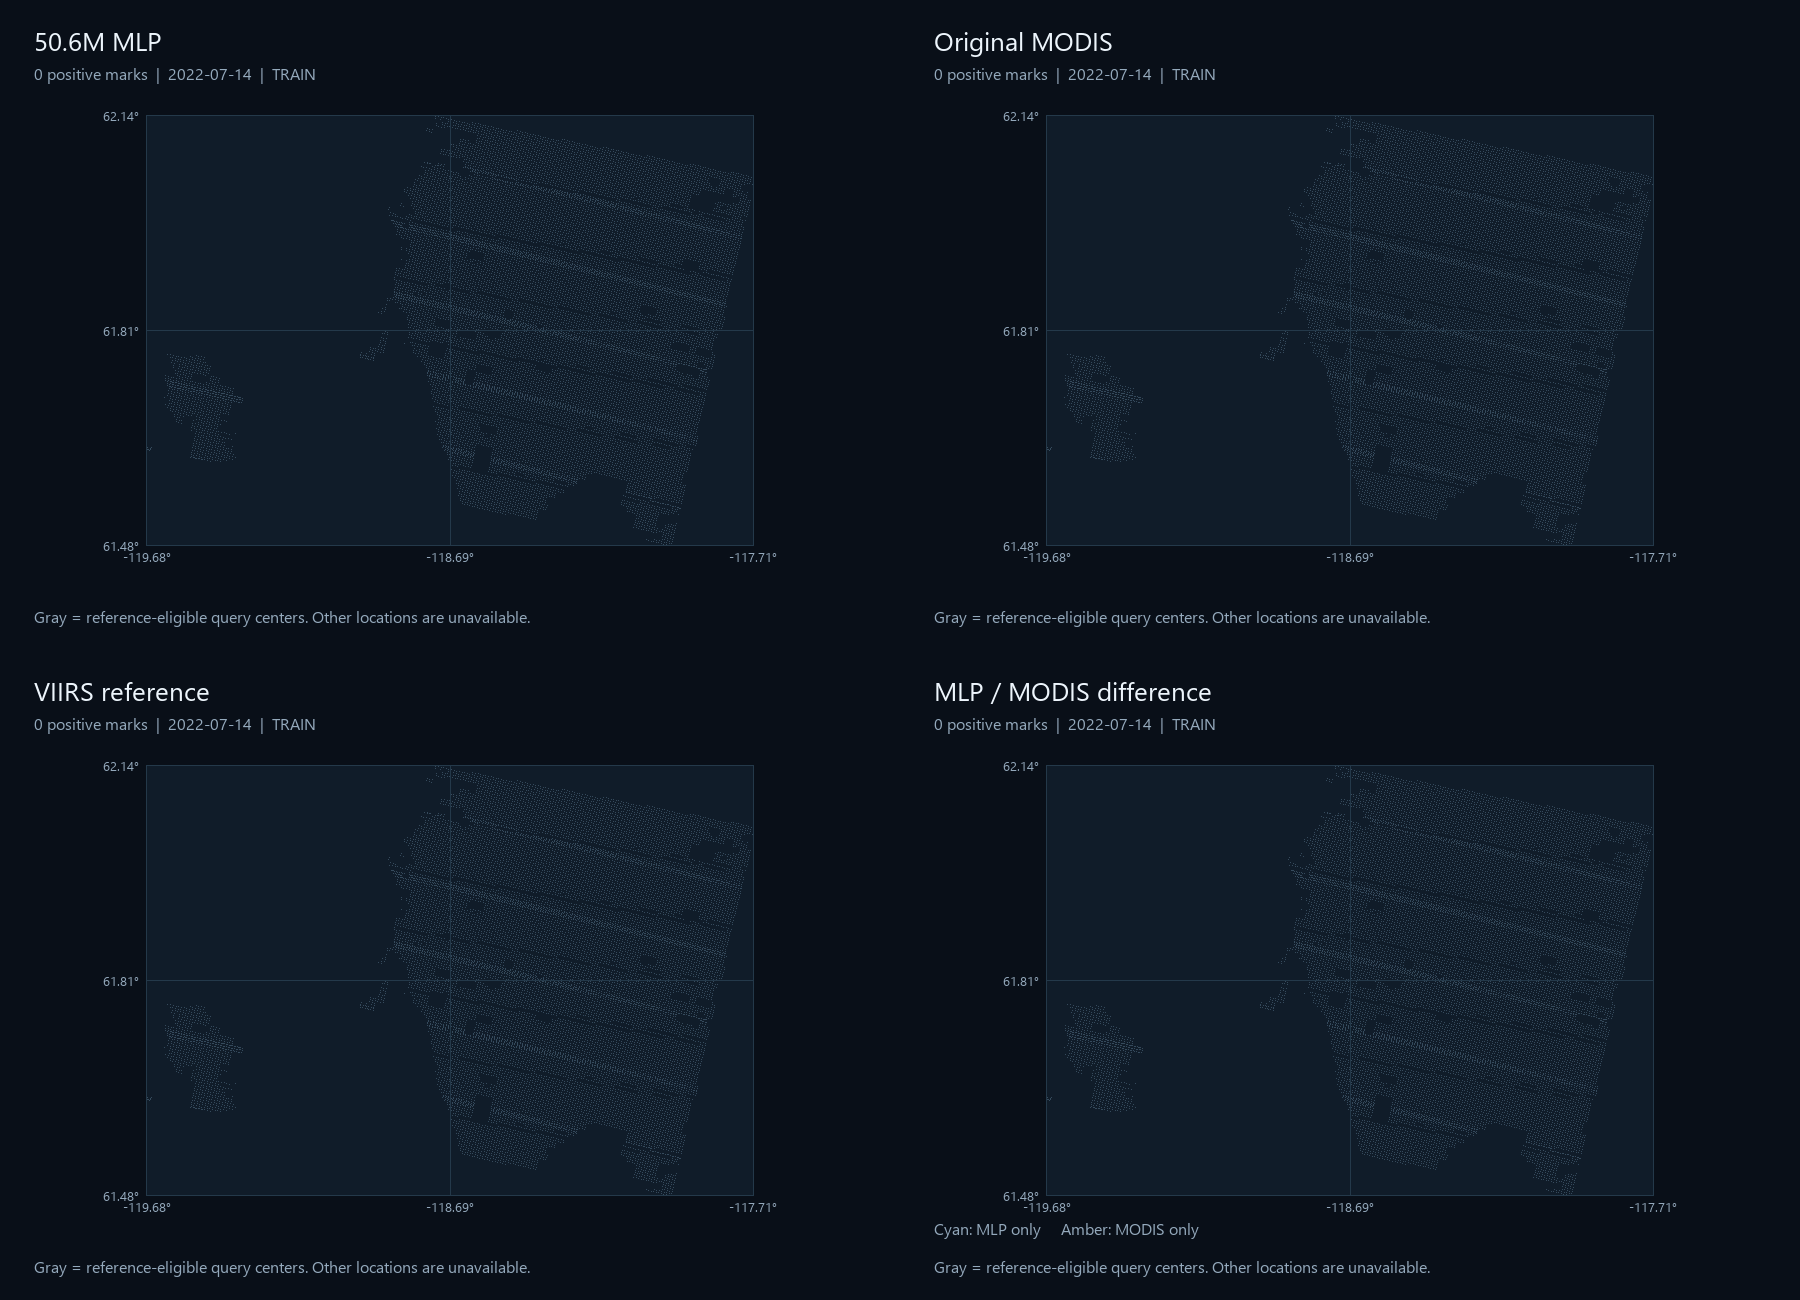 50.6M MLP
0 positive marks | 2022-07-14 | TRAIN
62.14°
61.81°
61.48°
-119.68°
-118.69°
-117.71°
Gray = reference-eligible query centers. Other locations are unavailable.
Original MODIS
0 positive marks | 2022-07-14 | TRAIN
62.14°
61.81°
61.48°
-119.68°
-118.69°
-117.71°
Gray = reference-eligible query centers. Other locations are unavailable.
VIIRS reference
0 positive marks | 2022-07-14 | TRAIN
62.14°
61.81°
61.48°
-119.68°
-118.69°
-117.71°
Gray = reference-eligible query centers. Other locations are unavailable.
MLP / MODIS difference
0 positive marks | 2022-07-14 | TRAIN
62.14°
61.81°
61.48°
-119.68°
-118.69°
-117.71°
Cyan: MLP only Amber: MODIS only
Gray = reference-eligible query centers. Other locations are unavailable.